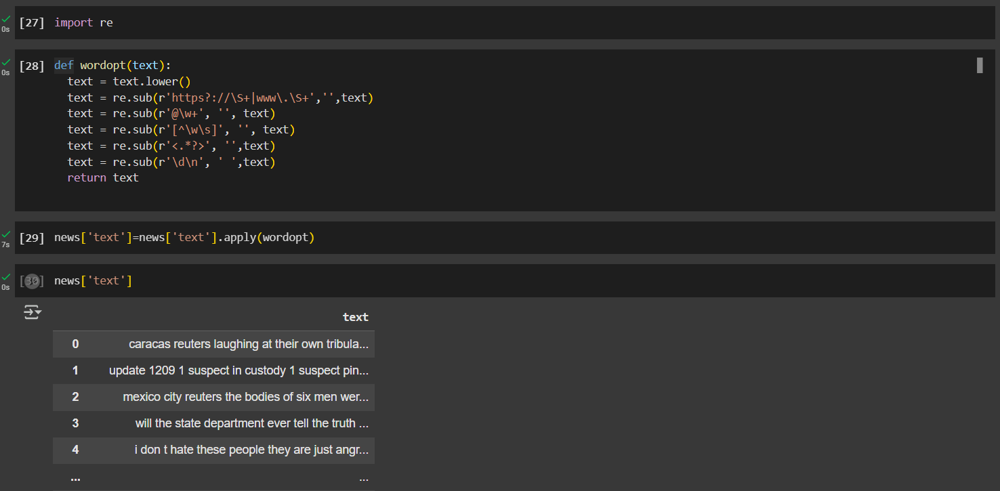 [27] import re
0s
[28] def wordopt(text):
text = text.lower()
0s
text = re.sub(r'https?://\S+|www\.\S+','',text)
text = re.sub(r'@\w+', '', text)
text = re.sub(r'[^\w\s]', '', text)
text = re.sub(r'<.*?>', '',text)
text = re.sub(r'\d\n', ' ',text)
return text
[29] news['text']=news['text'].apply(wordopt)
7s
[30] news['text']
0s
text
0 caracas reuters laughing at their own tribula...
1 update 1209 1 suspect in custody 1 suspect pin...
2 mexico city reuters the bodies of six men wer...
3 will the state department ever tell the truth ...
4 i don t hate these people they are just angr...
... ...